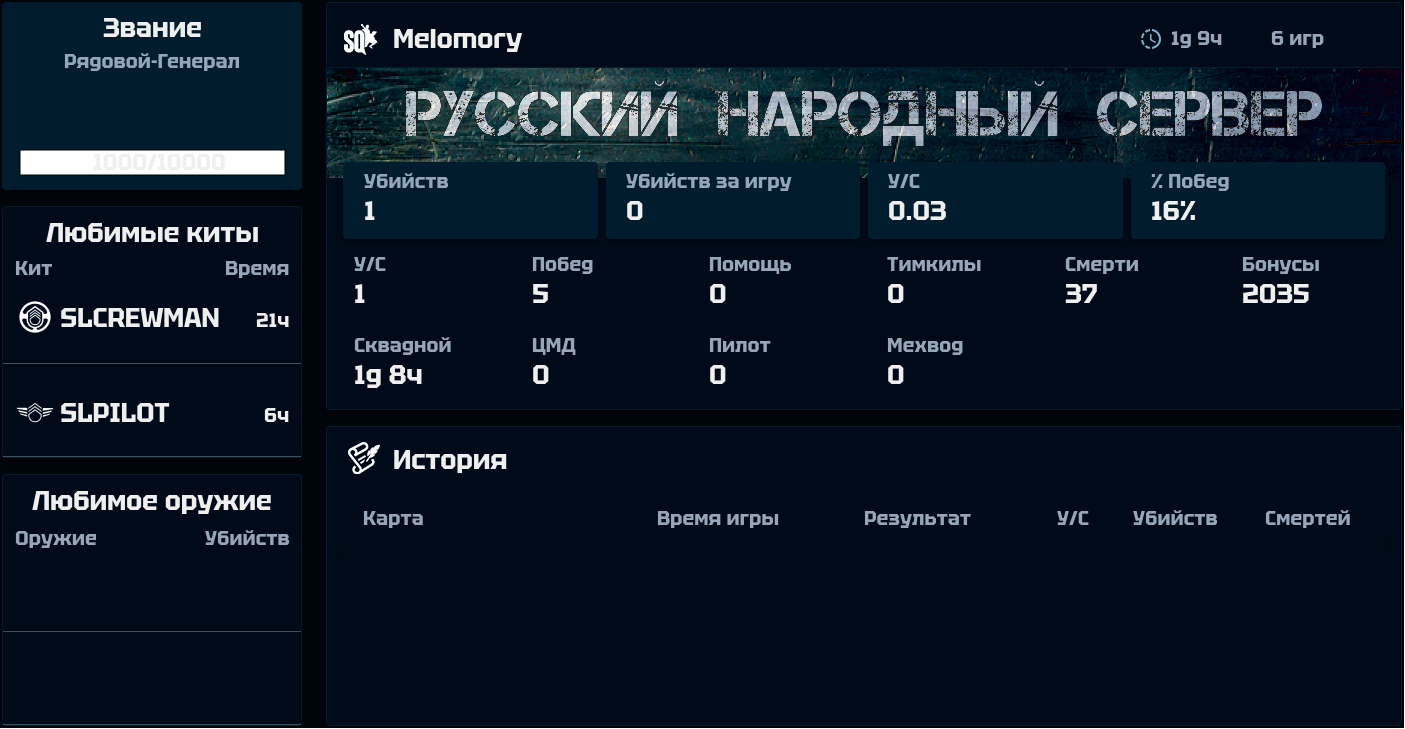 Звание
Рядовой-Генерал
1000/10000
Любимые киты
Кит Время
SLCREWMAN 21ч
SLPILOT 6ч
Любимое оружие
Оружие Убийств
SQ Melomory 1д 9ч 6 игр
РУССКИЙ НАРОДНЫЙ СЕРВЕР
Убийств Убийств за игру У/С % Побед
1 0 0.03 16%
У/С Побед Помощь Тимкилы Смерти Бонусы
1 5 0 0 37 2035
Сквадной ЦМД Пилот Мехвод
1д 8ч 0 0 0
История
Карта Время игры Результат У/С Убийств Смертей